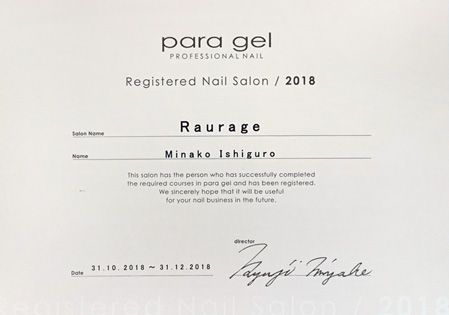 para gel
PROFESSIONAL NAIL
Registered Nail Salon / 2018
Salon Name Raurage
Name Minako Ishiguro
This salon has the person who has successfully completed
the required courses in para gel and has been registered.
We sincerely hope that it will be useful
for your nail business in the future.
director
Date 31.10.2018 ~ 31.12.2018
Registered Nail Salon / 2018